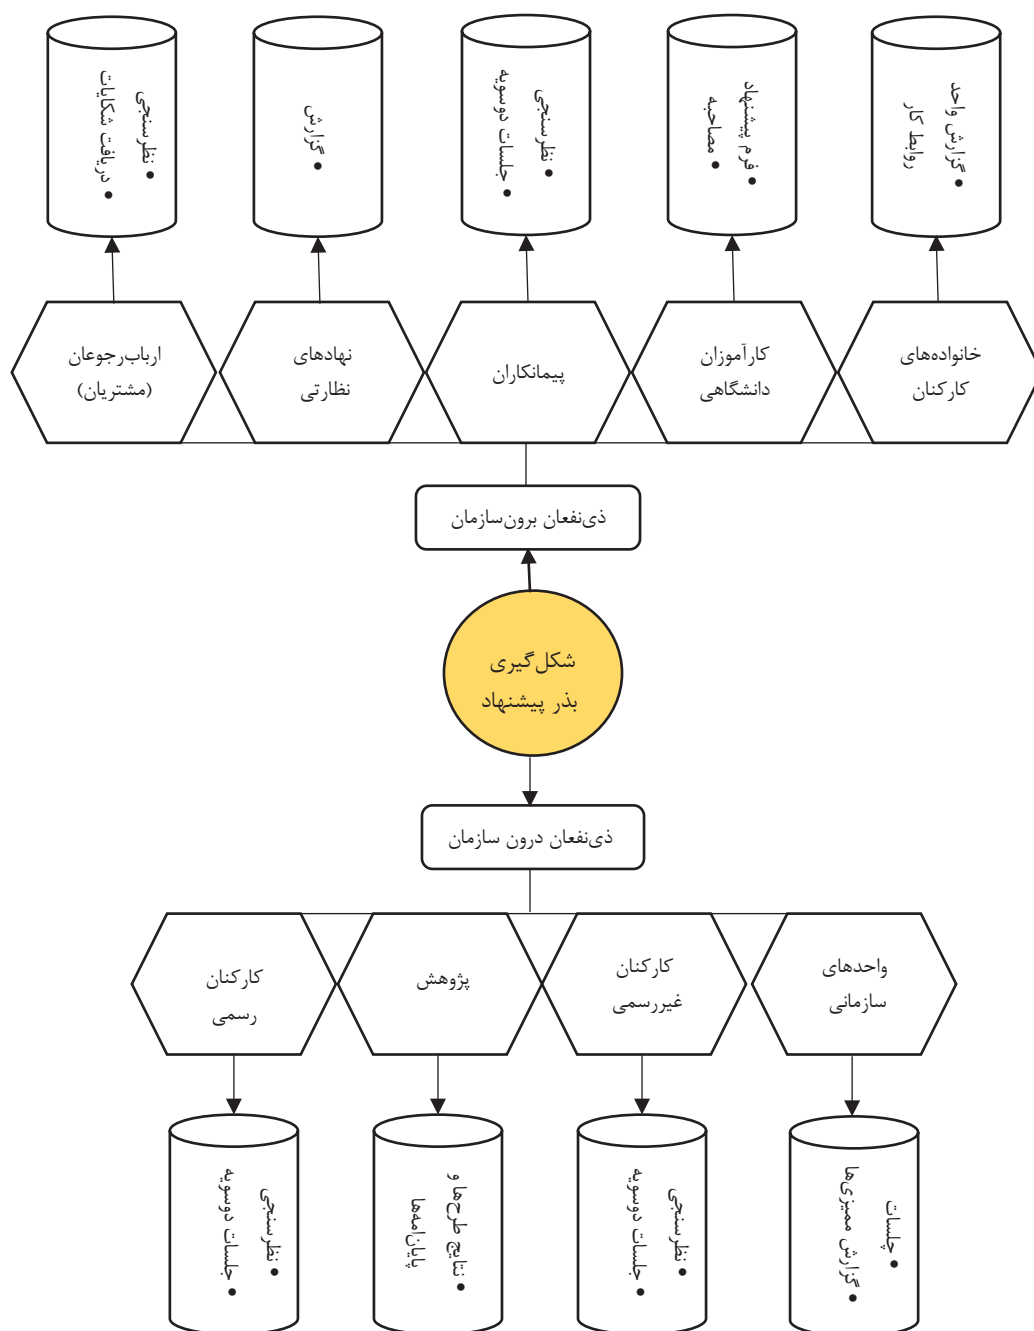 • گزارش واحد
روابط کار
• فرم پیشنهاد
• مصاحبه
• نظرسنجی
• جلسات دوسویه
• گزارش
• نظرسنجی
• دریافت شکایات
خانواده‌های
کارکنان
کارآموزان
دانشگاهی
پیمانکاران
نهادهای
نظارتی
ارباب‌رجوعان
(مشتریان)
ذی‌نفعان برون‌سازمان
شکل‌گیری
بذر پیشنهاد
ذی‌نفعان درون سازمان
واحدهای
سازمانی
کارکنان
غیررسمی
پژوهش
کارکنان
رسمی
• جلسات
• گزارش ممیزی‌ها
• نظرسنجی
• جلسات دوسویه
• نتایج طرح‌ها و
پایان‌امه‌ها
• نظرسنجی
• جلسات دوسویه